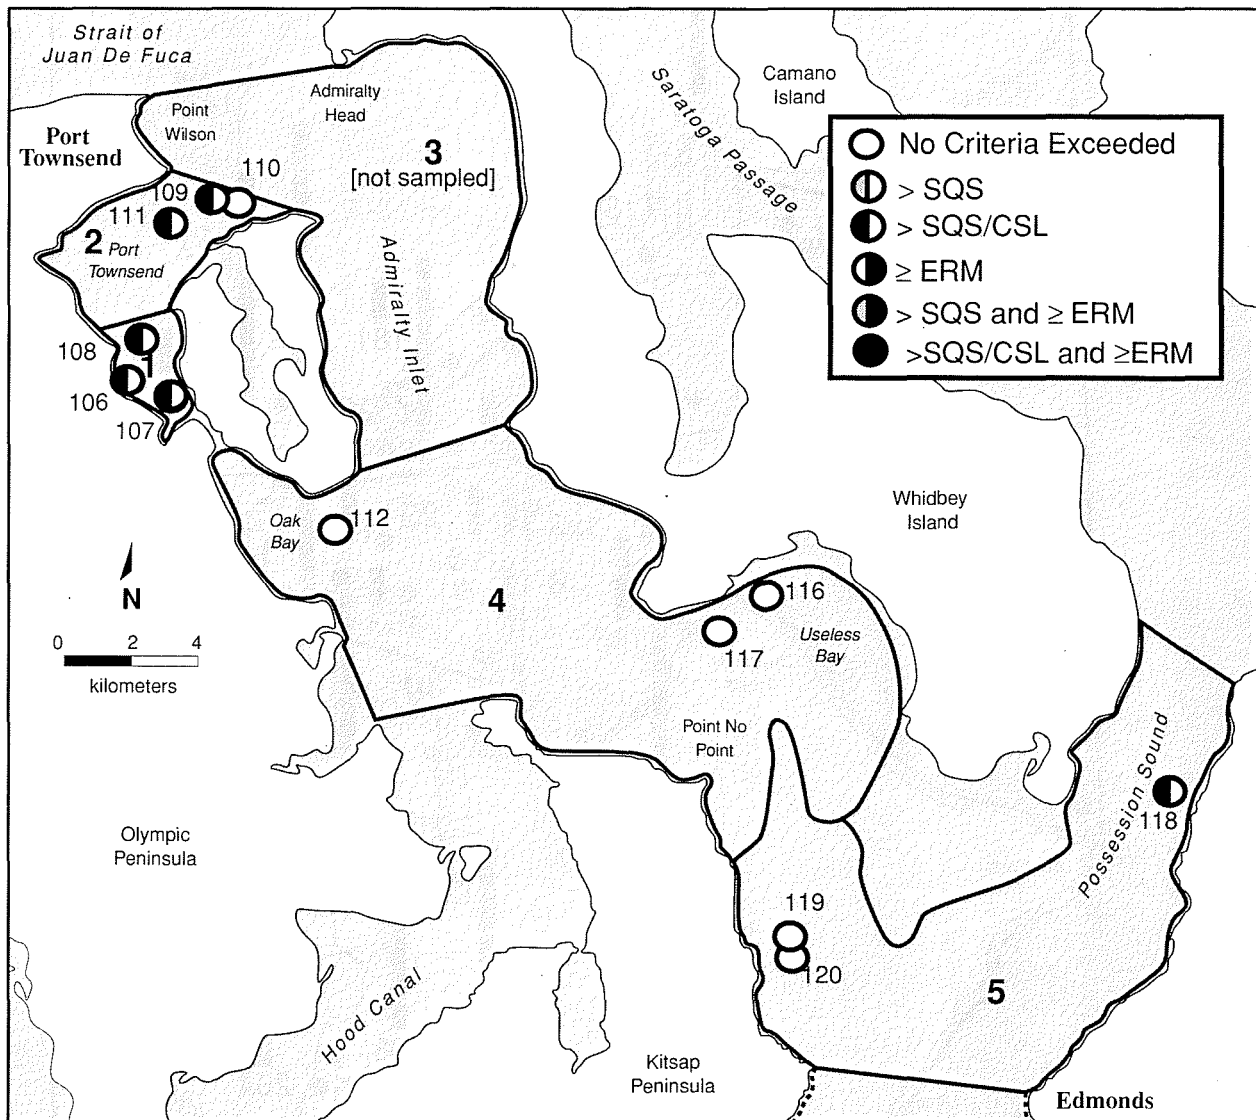 Strait of
Juan De Fuca
Admiralty
Head
Point
Wilson
Port
Townsend
3
[not sampled]
110
109
111
2 Port
Townsend
Admiralty Inlet
Saratoga Passage
Camano
Island
No Criteria Exceeded
> SQS
> SQS/CSL
≥ ERM
> SQS and ≥ ERM
>SQS/CSL and ≥ERM
108
1
106
107
Oak
Bay
112
Whidbey
Island
N
0 2 4
kilometers
4
116
117
Useless
Bay
Point No
Point
Possession Sound
118
Olympic
Peninsula
119
120
5
Hood Canal
Kitsap
Peninsula
Edmonds